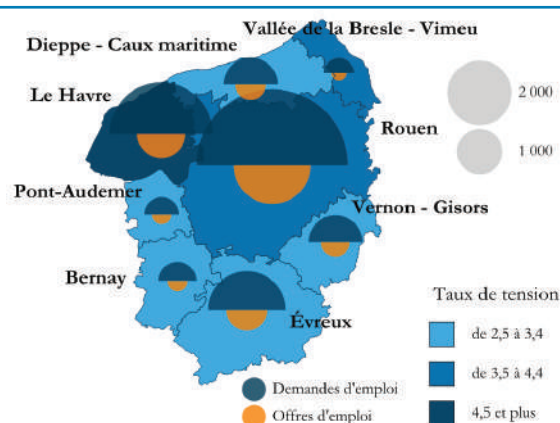 Vallée de la Bresle - Vimeu
Dieppe - Caux maritime
Le Havre
Rouen
Pont-Audemer
Vernon - Gisors
Bernay
Évreux
2 000
1 000
Taux de tension
de 2,5 à 3,4
de 3,5 à 4,4
4,5 et plus
Demandes d'emploi
Offres d'emploi